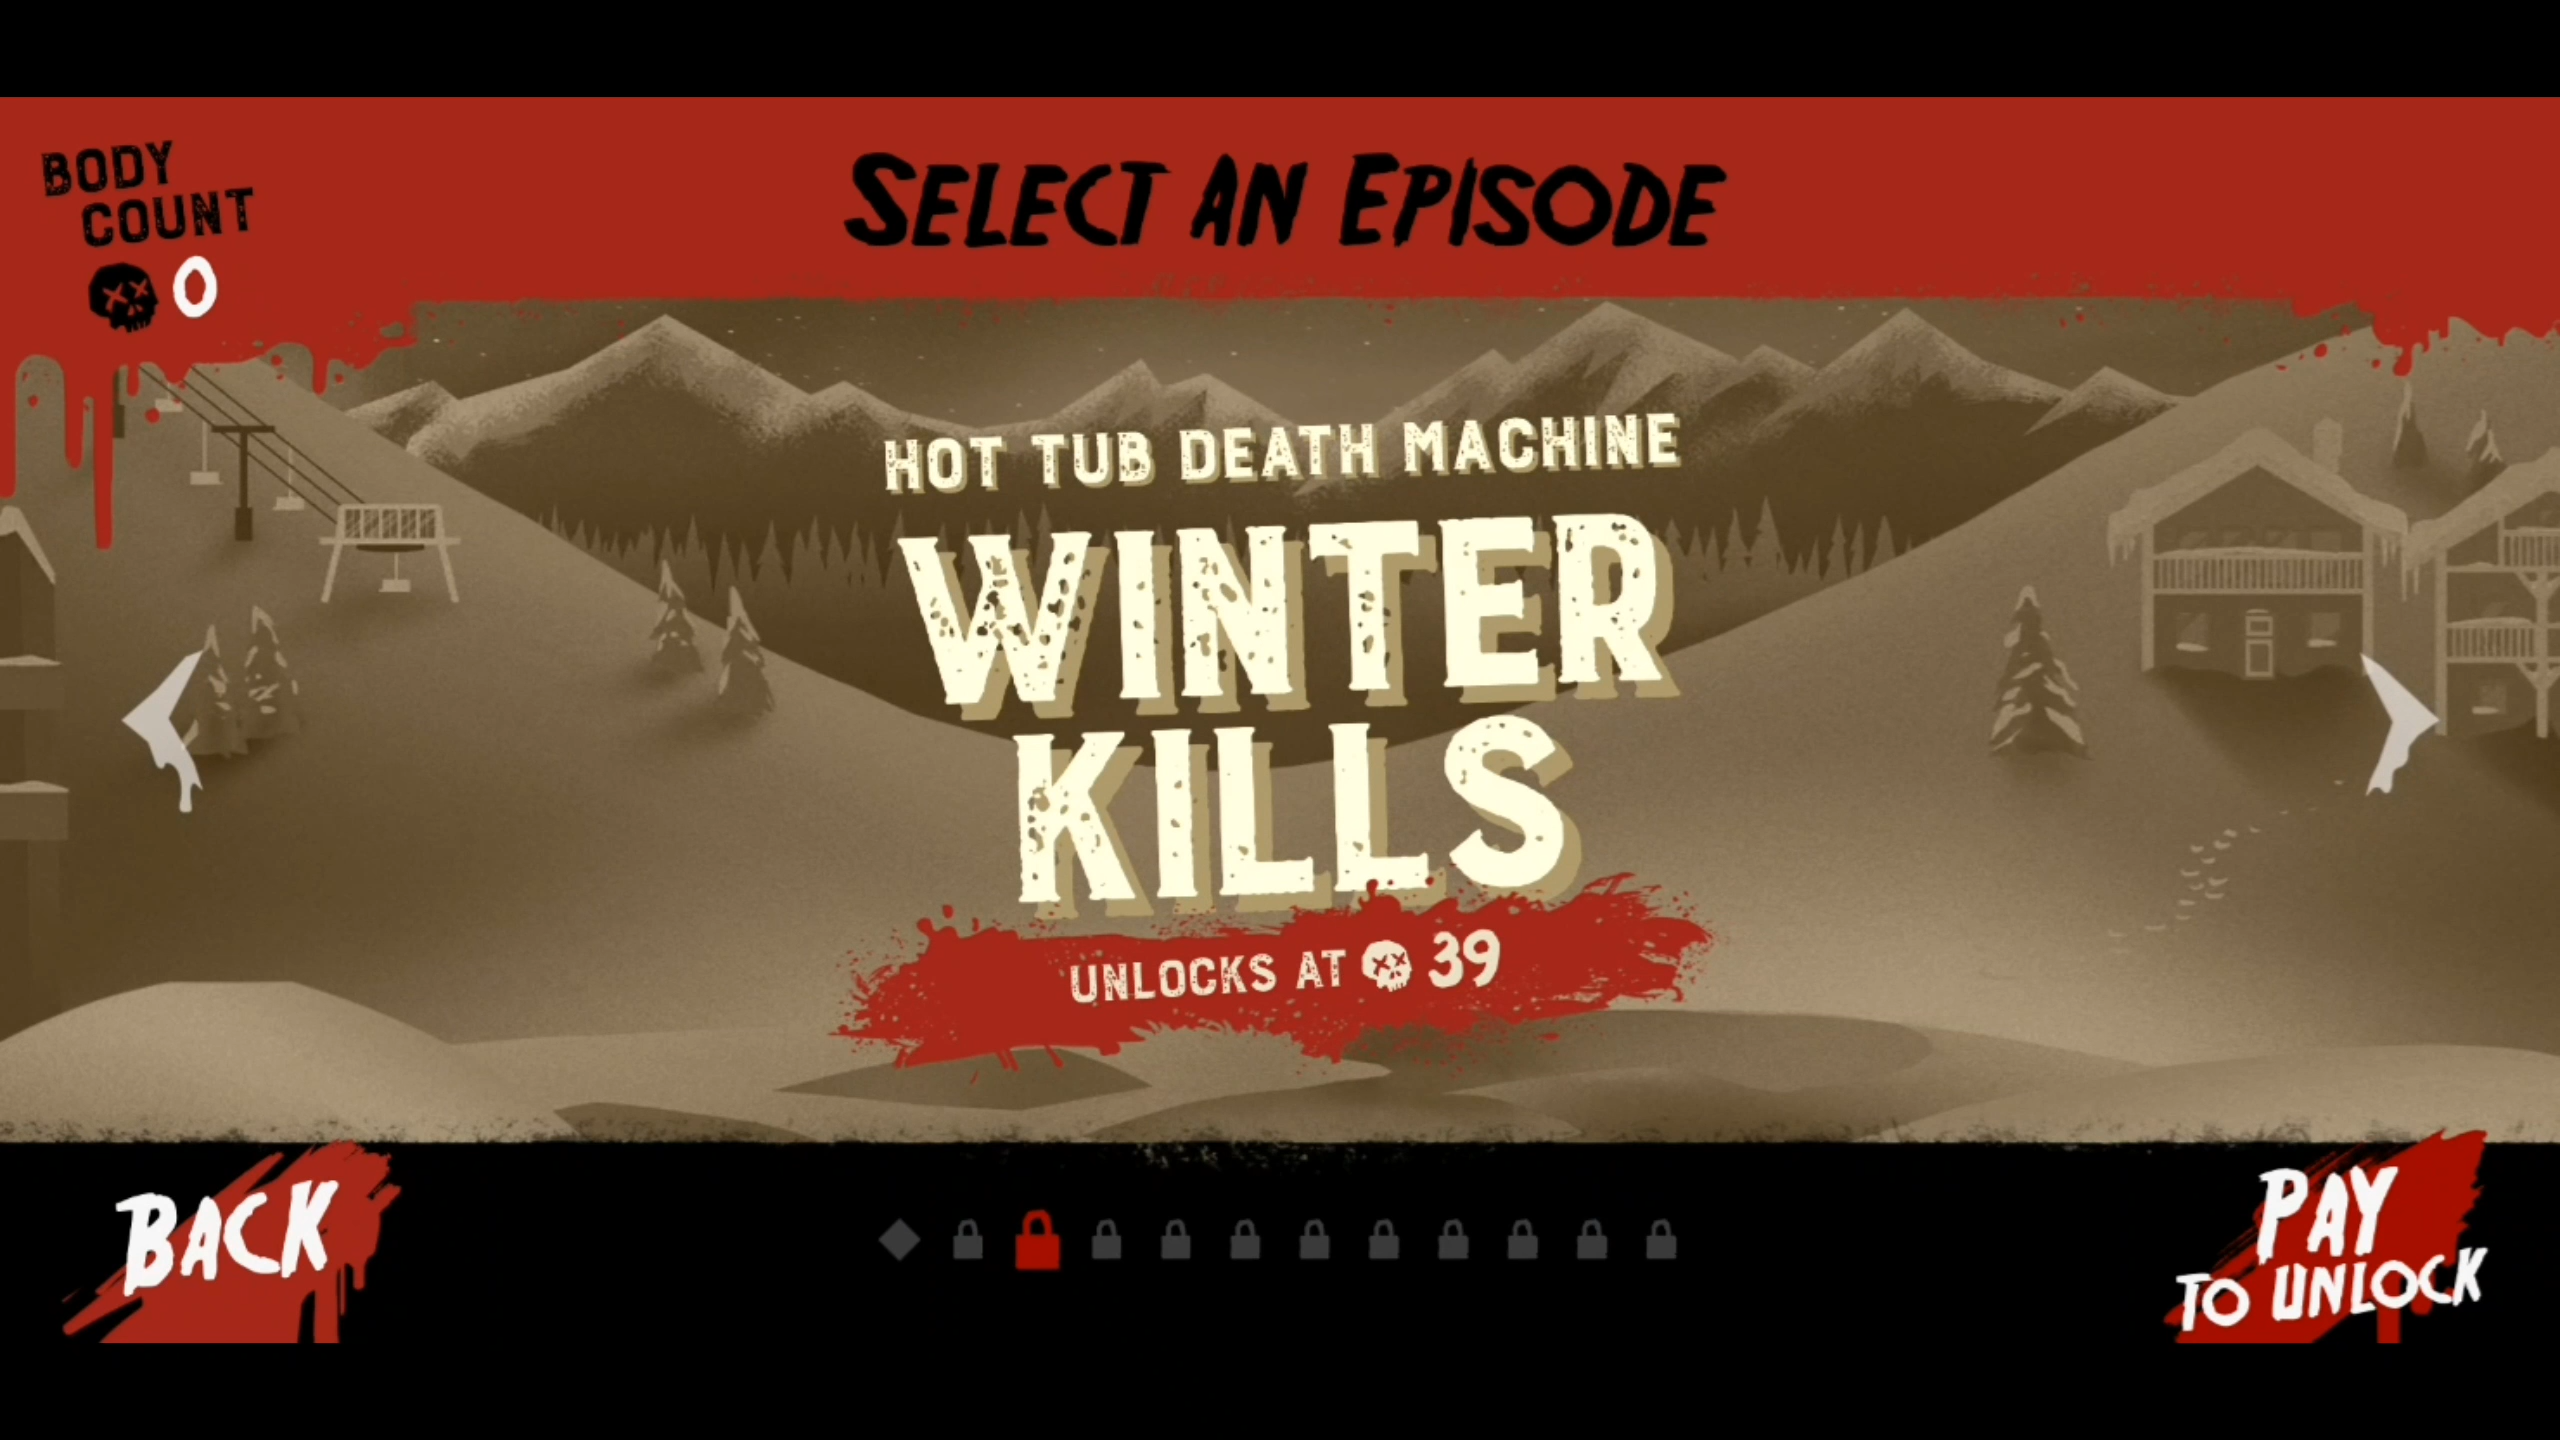 BODY
COUNT
0
SELECT AN EPISODE
HOT TUB DEATH MACHINE
WINTER
KILLS
UNLOCKS AT 39
BACK
PAY
TO UNLOCK